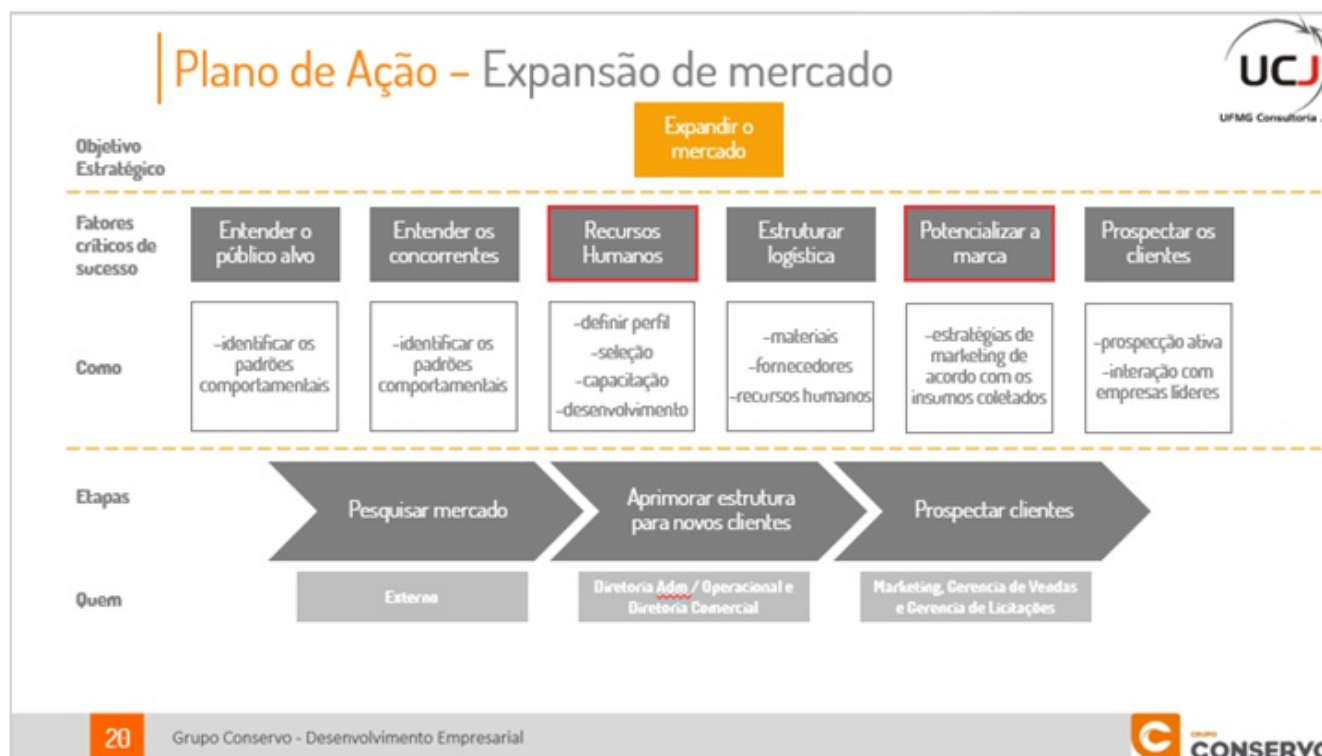 Plano de Ação – Expansão de mercado
UCJ
UFMG Consultoria
Objetivo
Estratégico
Expandir o
mercado
Fatores
críticos de
sucesso
Entender o
público alvo
Entender os
concorrentes
Recursos
Humanos
Estruturar
logística
Potencializar a
marca
Prospectar os
clientes
Como
-identificar os
padrões
comportamentais
-identificar os
padrões
comportamentais
-definir perfil
-seleção
-capacitação
-desenvolvimento
-materiais
-fornecedores
-recursos humanos
-estratégias de
marketing de
acordo com os
insumos coletados
-prospecção ativa
-interação com
empresas líderes
Etapas
Pesquisar mercado
Aprimorar estrutura
para novos clientes
Prospectar clientes
Quem
Externo
Diretoria Adm / Operacional e
Diretoria Comercial
Marketing, Gerencia de Vendas
e Gerencia de Licitações
20
Grupo Conservo - Desenvolvimento Empresarial
GRUPO
CONSERVO